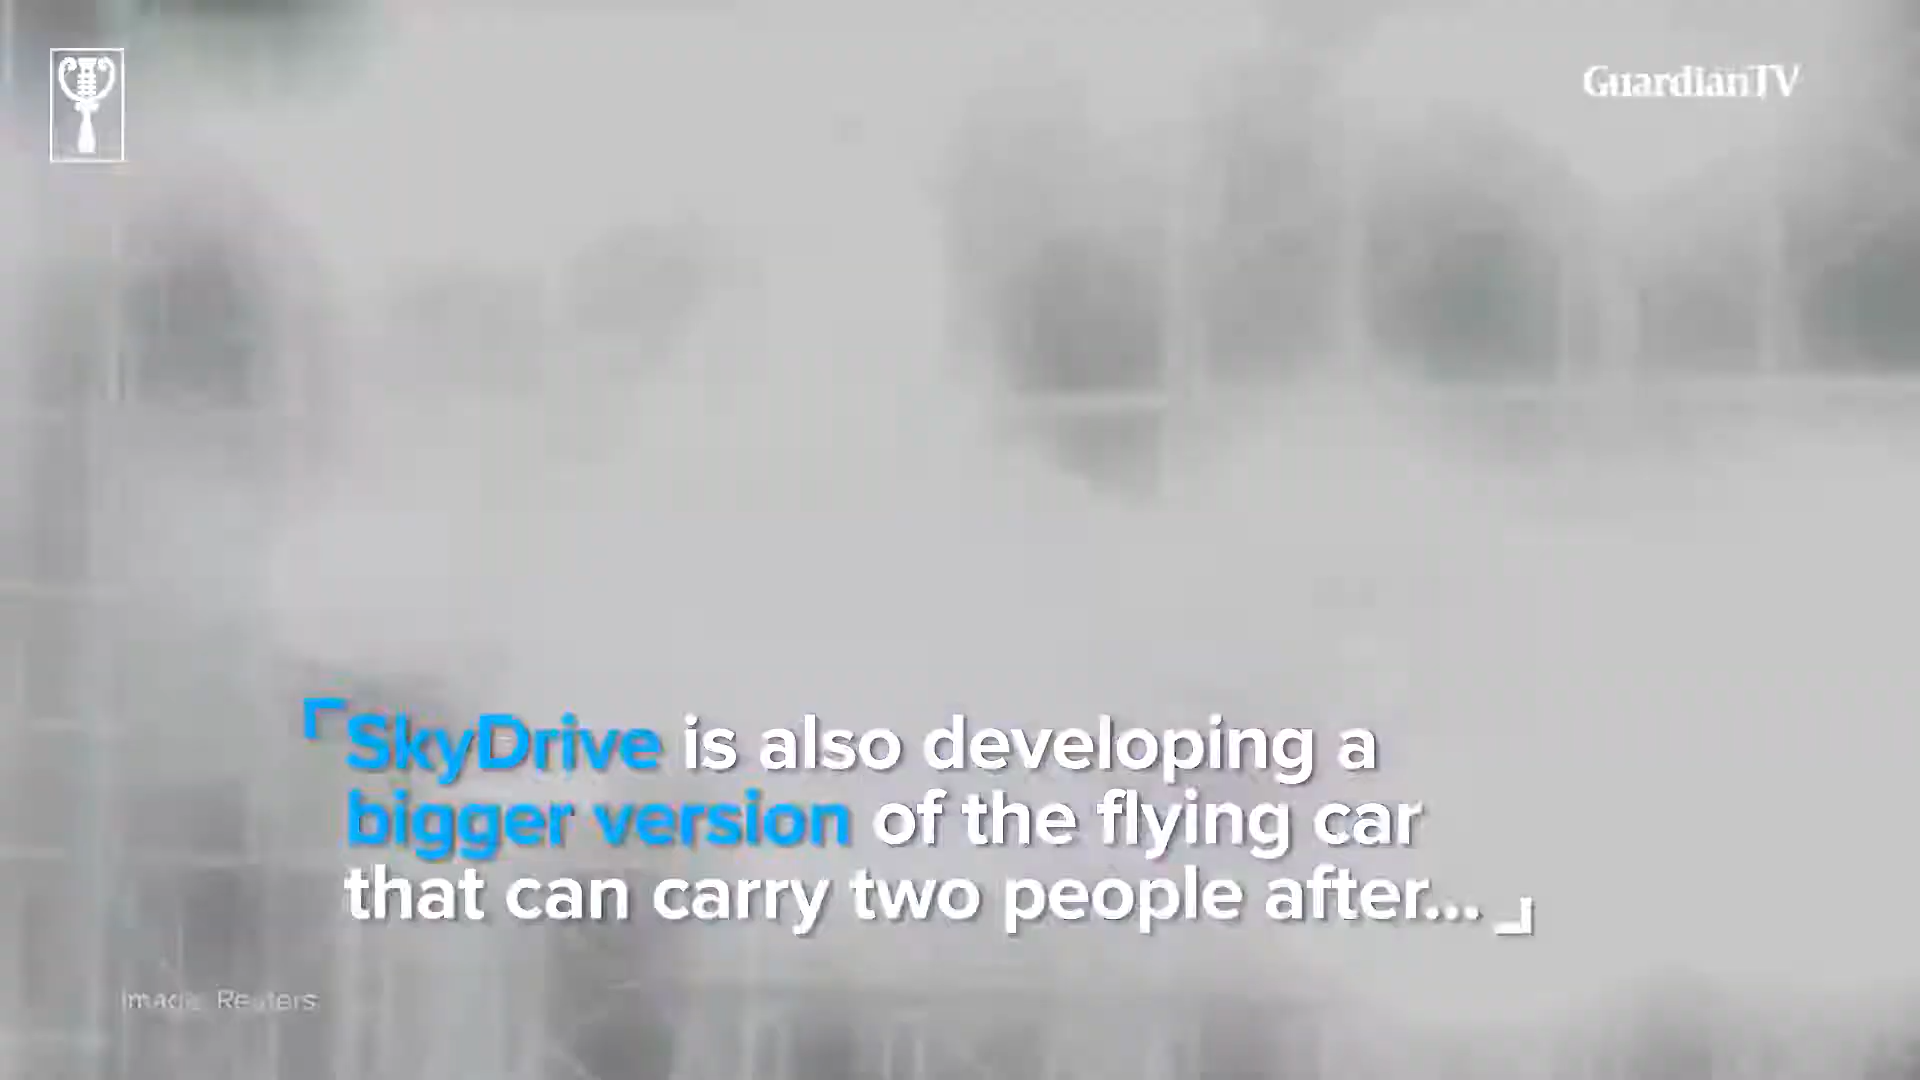 GuardianTV
SkyDrive is also developing a
bigger version of the flying car
that can carry two people after...
Image: Reuters